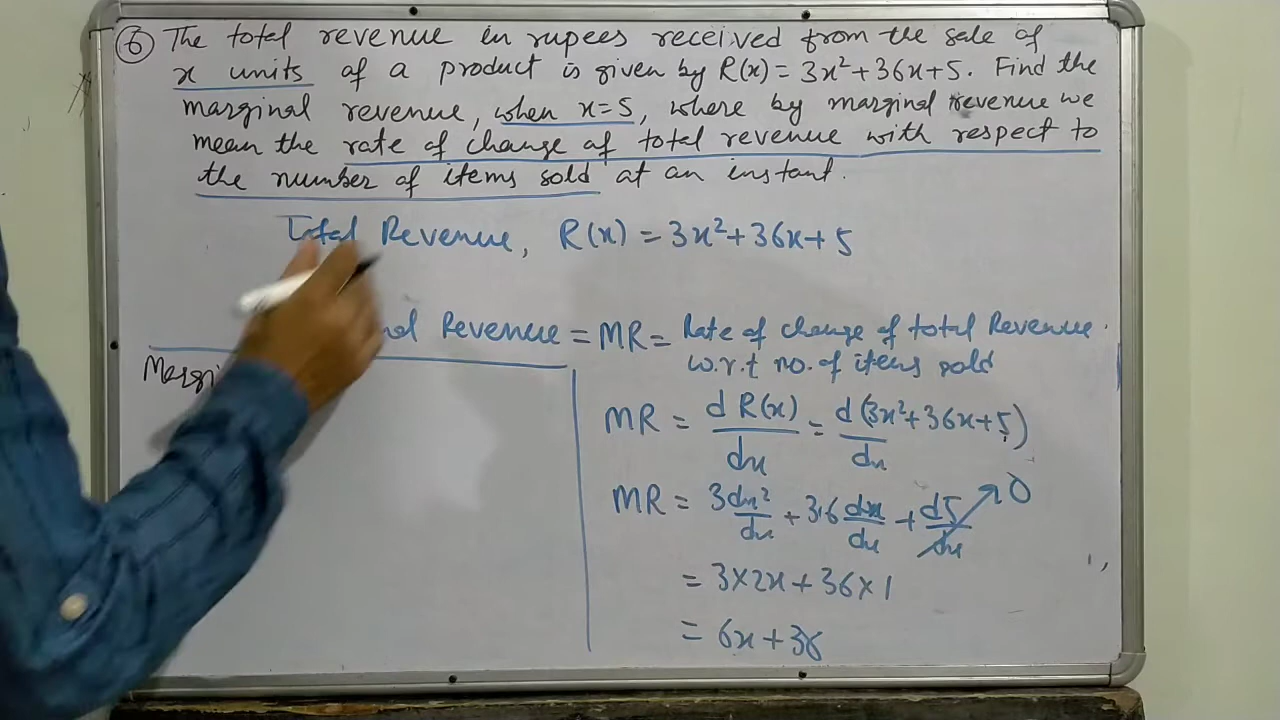 6 The total revenue in rupees received from the sale of
x units of a product is given by R(x) = 3x² + 36x + 5. Find the
marginal revenue, when x = 5, where by marginal revenue we
mean the rate of change of total revenue with respect to
the number of items sold at an instant.
Total Revenue, R(x) = 3x² + 36x + 5
Revenue = MR = Rate of change of total Revenue
w.r.t no. of items sold
MR = d R(x)/dx = d(3x² + 36x + 5)/dx
MR = 3 dx²/dx + 36 dx/dx + d5/dx → 0
= 3 × 2x + 36 × 1
= 6x + 36